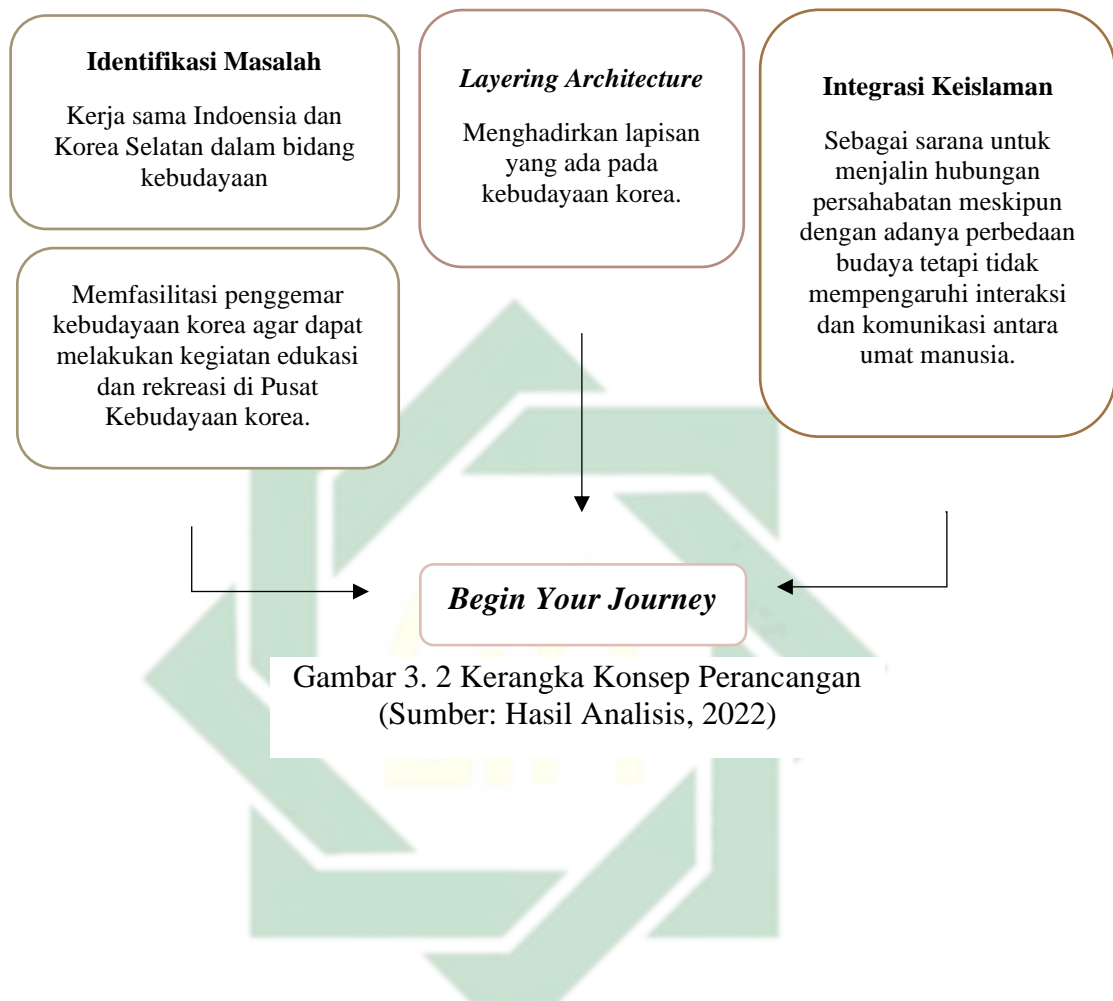 Identifikasi Masalah
Kerja sama Indoensia dan
Korea Selatan dalam bidang
kebudayaan
Memfasilitasi penggemar
kebudayaan korea agar dapat
melakukan kegiatan edukasi
dan rekreasi di Pusat
Kebudayaan korea.
Layering Architecture
Menghadirkan lapisan
yang ada pada
kebudayaan korea.
Integrasi Keislaman
Sebagai sarana untuk
menjalin hubungan
persahabatan meskipun
dengan adanya perbedaan
budaya tetapi tidak
mempengaruhi interaksi
dan komunikasi antara
umat manusia.
Begin Your Journey
Gambar 3. 2 Kerangka Konsep Perancangan
(Sumber: Hasil Analisis, 2022)